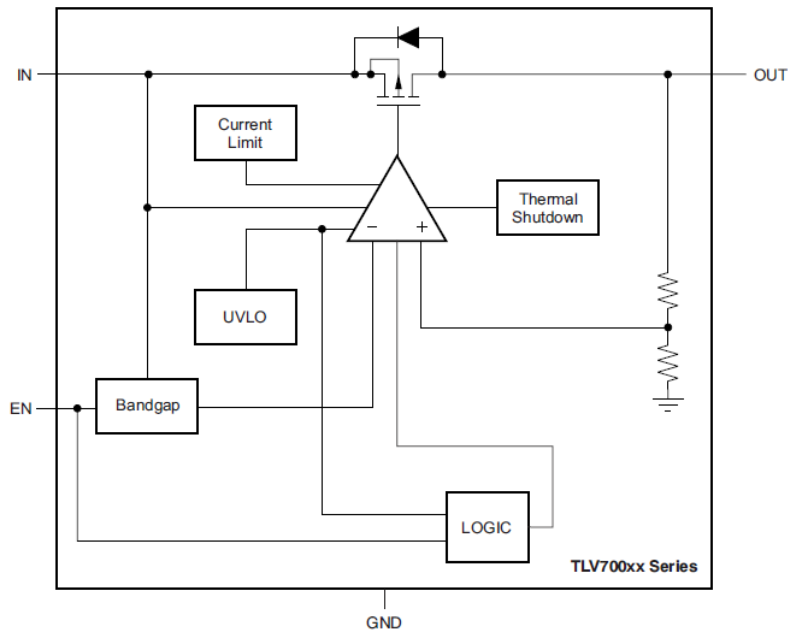 IN
OUT
Current
Limit
Thermal
Shutdown
−
+
UVLO
EN
Bandgap
LOGIC
TLV700xx Series
GND